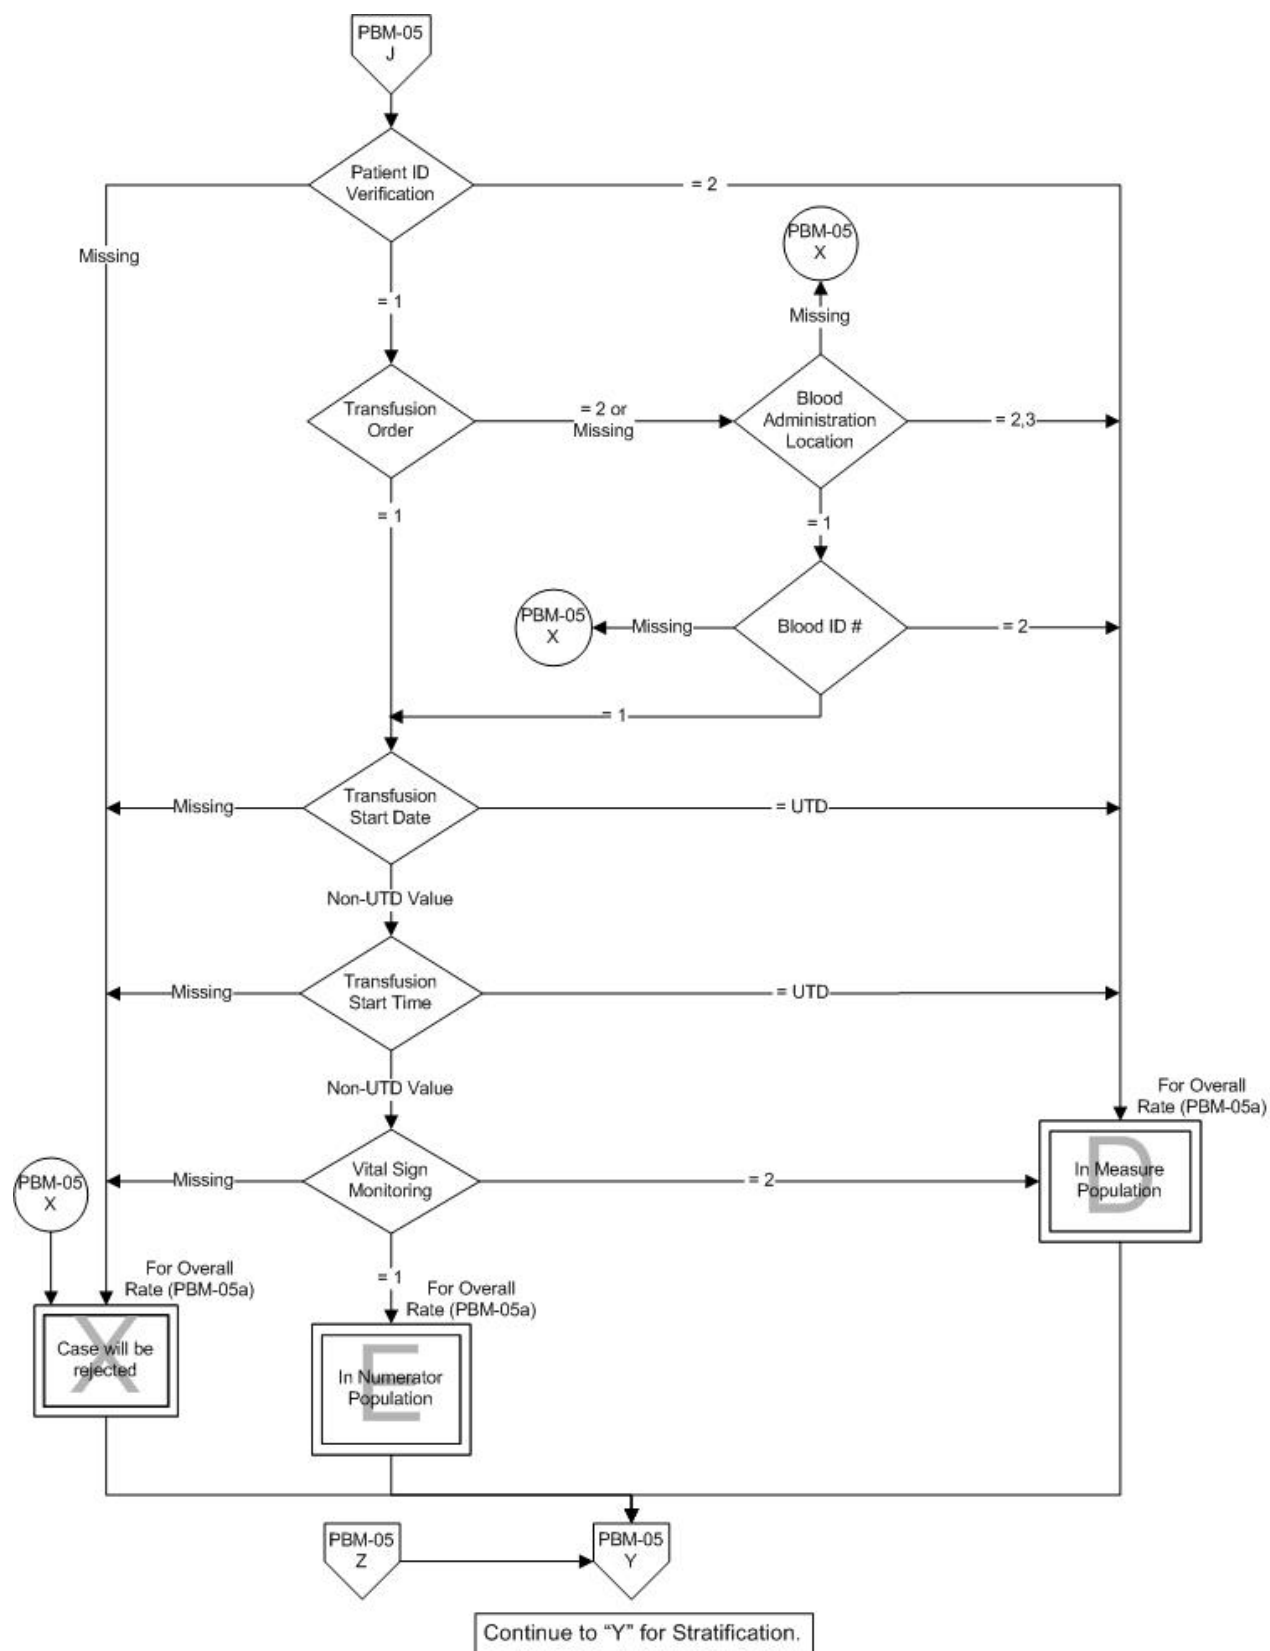 PBM-05
J
Patient ID
Verification
= 2
Missing
= 1
PBM-05
X
Missing
Transfusion
Order
= 2 or
Missing
Blood
Administration
Location
= 2,3
= 1
= 1
PBM-05
X
Missing
Blood ID #
= 2
= 1
Missing
Transfusion
Start Date
= UTD
Non-UTD Value
Missing
Transfusion
Start Time
= UTD
Non-UTD Value
For Overall
Rate (PBM-05a)
D
In Measure
Population
PBM-05
X
Missing
Vital Sign
Monitoring
= 2
= 1
For Overall
Rate (PBM-05a)
X
Case will be
rejected
For Overall
Rate (PBM-05a)
E
In Numerator
Population
PBM-05
Z
PBM-05
Y
Continue to “Y” for Stratification.